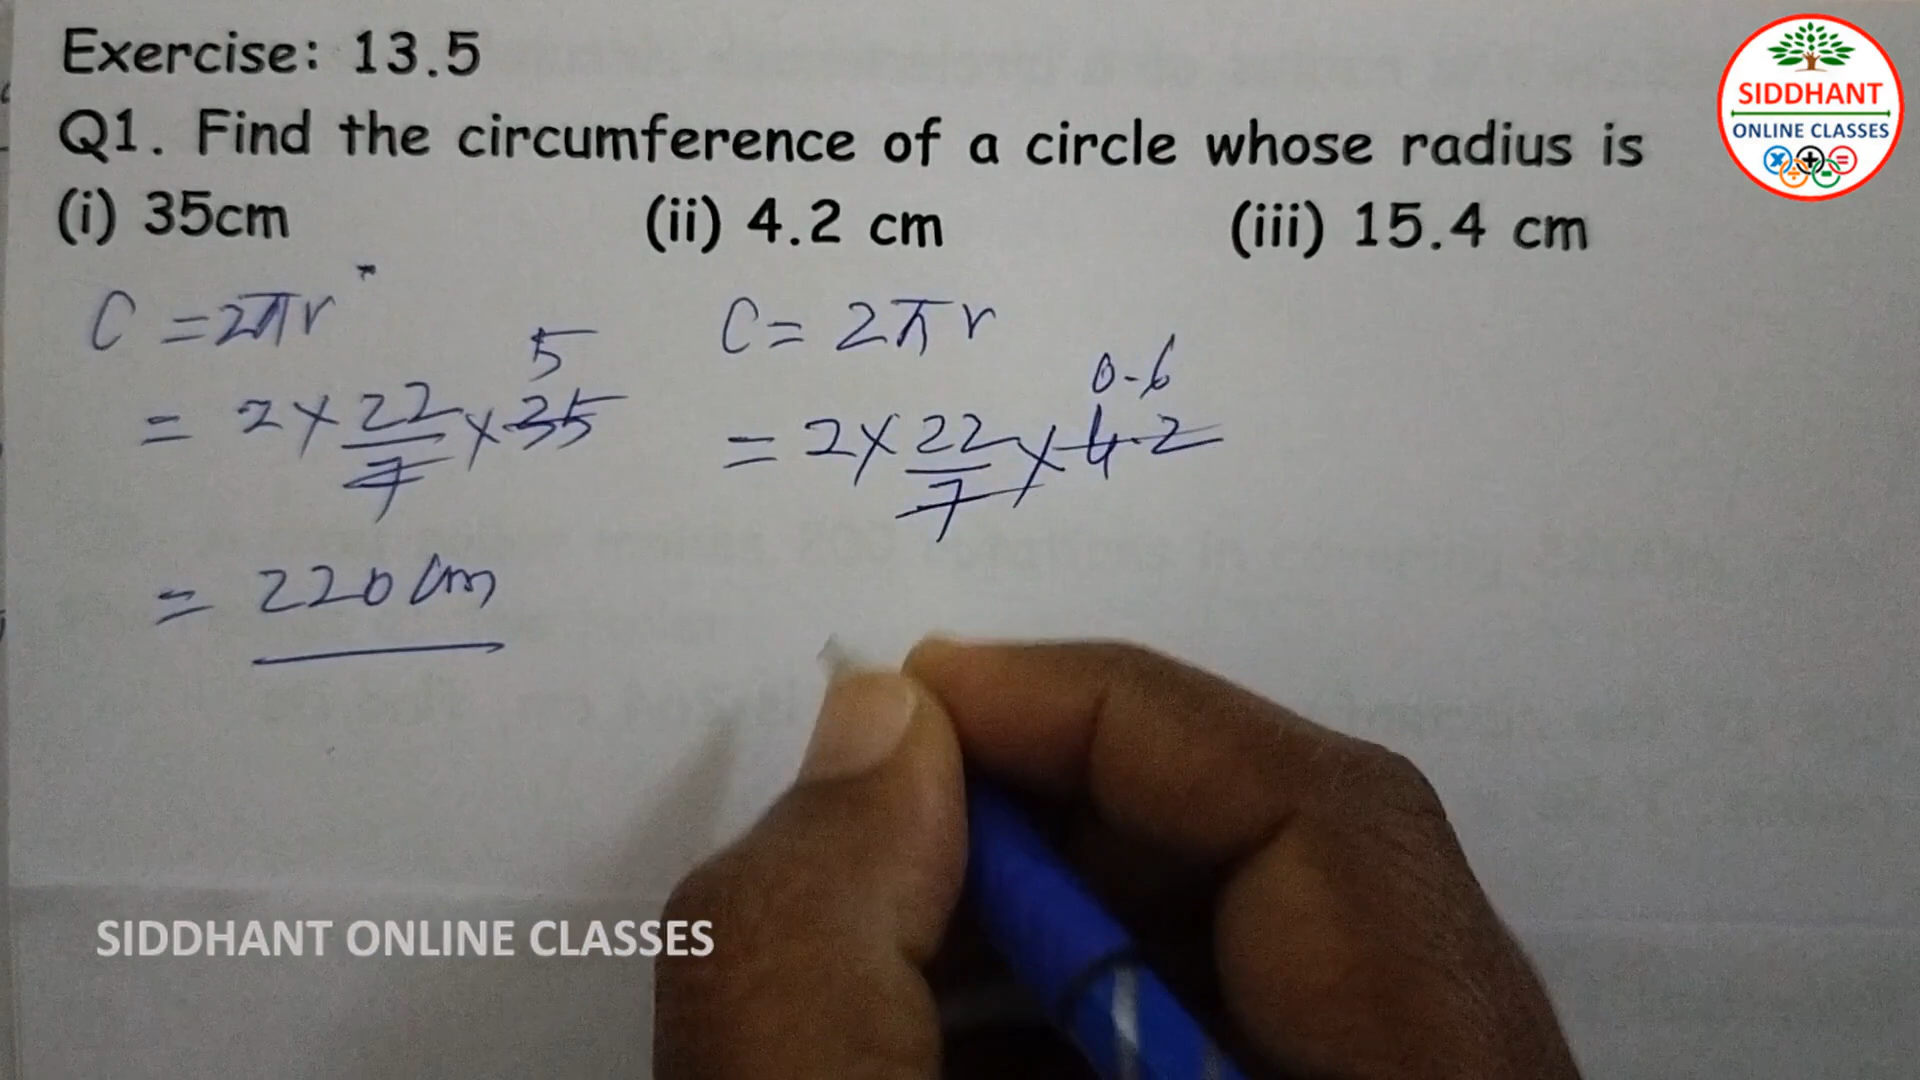 Exercise: 13.5
Q1. Find the circumference of a circle whose radius is
(i) 35cm (ii) 4.2 cm (iii) 15.4 cm
C = 2πr
= 2 × 22/7 × 35
5
= 220 cm
C = 2πr
= 2 × 22/7 × 4.2
0.6
SIDDHANT
ONLINE CLASSES
SIDDHANT ONLINE CLASSES